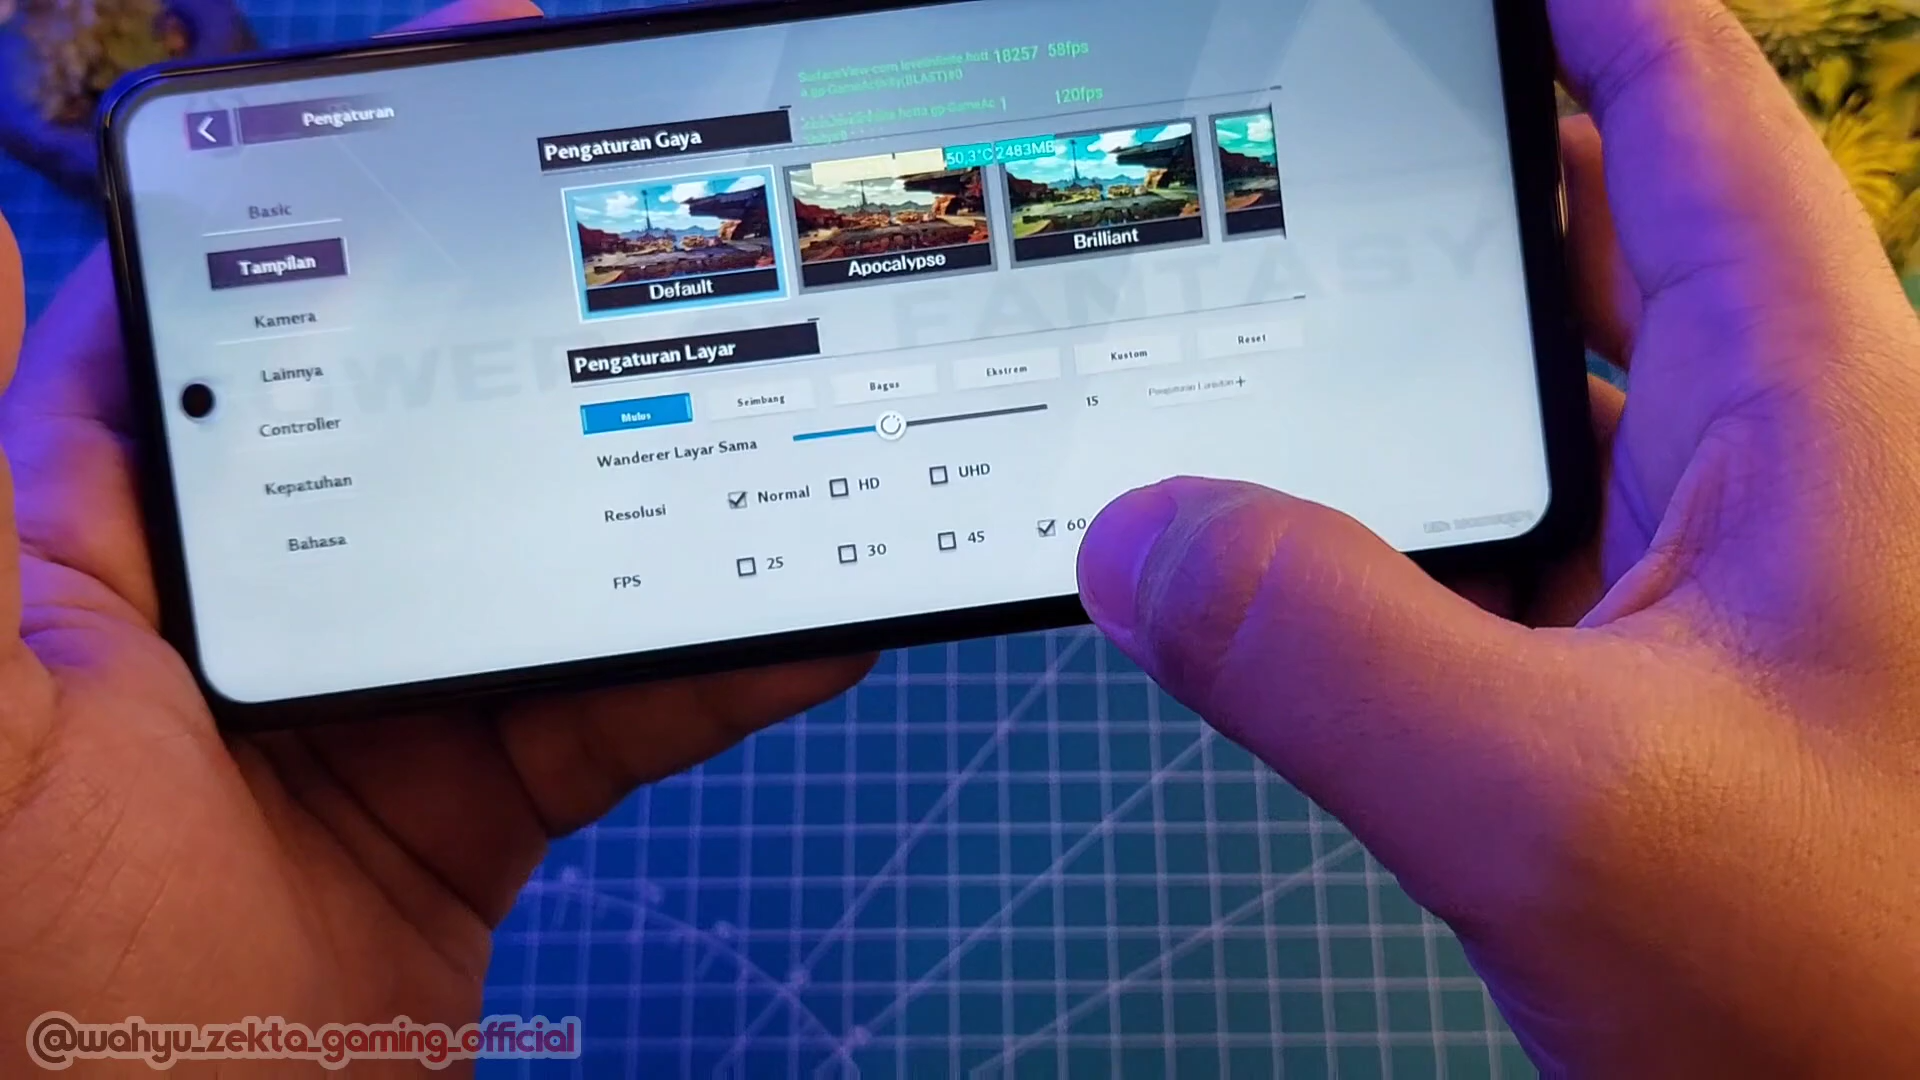 Pengaturan
58fps
18257
120fps
50,3°C 2483MB
Basic
Tampilan
Kamera
Lainnya
Controller
Kepatuhan
Bahasa
Pengaturan Gaya
Default
Apocalypse
Brilliant
Pengaturan Layar
Mulus
Seimbang
Bagus
Ekstrem
Kustom
Reset
Wanderer Layar Sama
15
Resolusi
Normal
HD
UHD
FPS
25
30
45
60
@wahyu_zekta_gaming_official